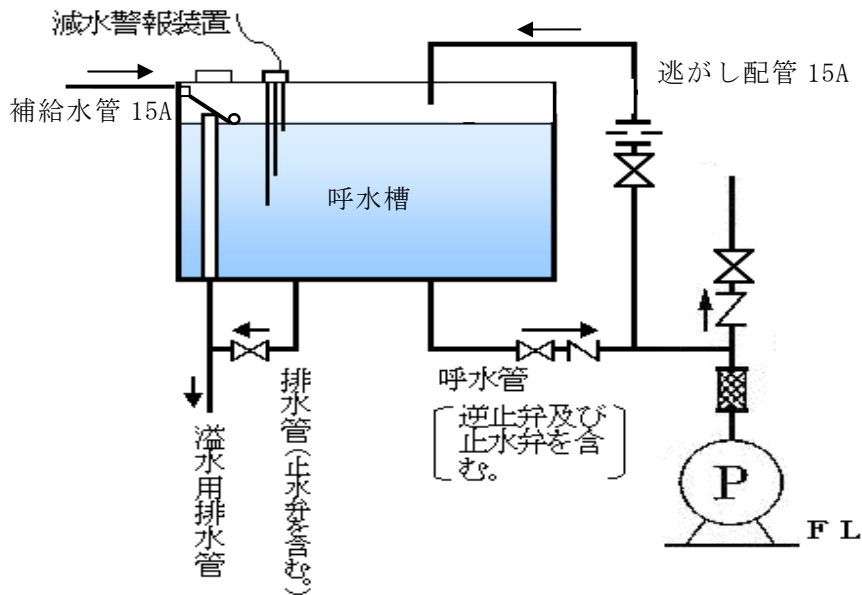 減水警報装置
補給水管 15A
逃がし配管 15A
呼水槽
呼水管
逆止弁及び
止水弁を含
む。
排水管(止水弁を含む。)
溢水用排水管
P
F L